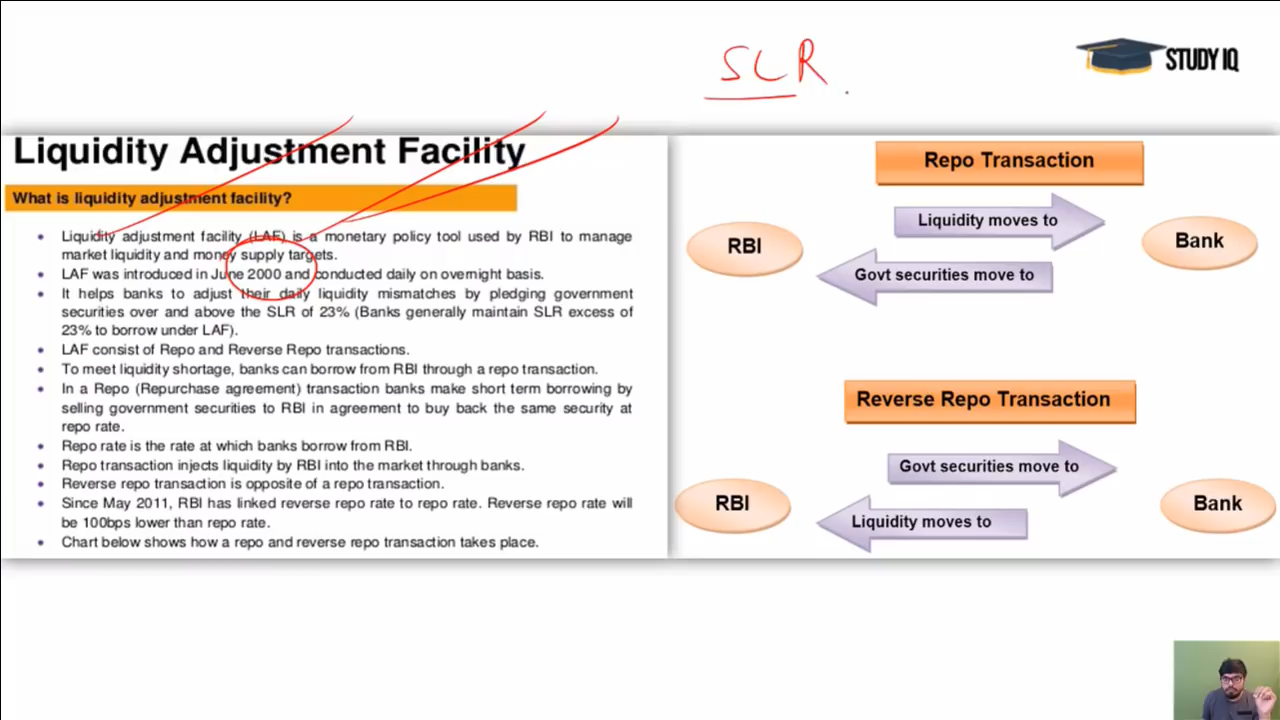 SLR
STUDY IQ
Liquidity Adjustment Facility
What is liquidity adjustment facility?
• Liquidity adjustment facility (LAF) is a monetary policy tool used by RBI to manage
market liquidity and money supply targets.
• LAF was introduced in June 2000 and conducted daily on overnight basis.
• It helps banks to adjust their daily liquidity mismatches by pledging government
securities over and above the SLR of 23% (Banks generally maintain SLR excess of
23% to borrow under LAF).
• LAF consist of Repo and Reverse Repo transactions.
• To meet liquidity shortage, banks can borrow from RBI through a repo transaction.
• In a Repo (Repurchase agreement) transaction banks make short term borrowing by
selling government securities to RBI in agreement to buy back the same security at
repo rate.
• Repo rate is the rate at which banks borrow from RBI.
• Repo transaction injects liquidity by RBI into the market through banks.
• Reverse repo transaction is opposite of a repo transaction.
• Since May 2011, RBI has linked reverse repo rate to repo rate. Reverse repo rate will
be 100bps lower than repo rate.
• Chart below shows how a repo and reverse repo transaction takes place.
Repo Transaction
Liquidity moves to
RBI
Bank
Govt securities move to
Reverse Repo Transaction
Govt securities move to
RBI
Bank
Liquidity moves to